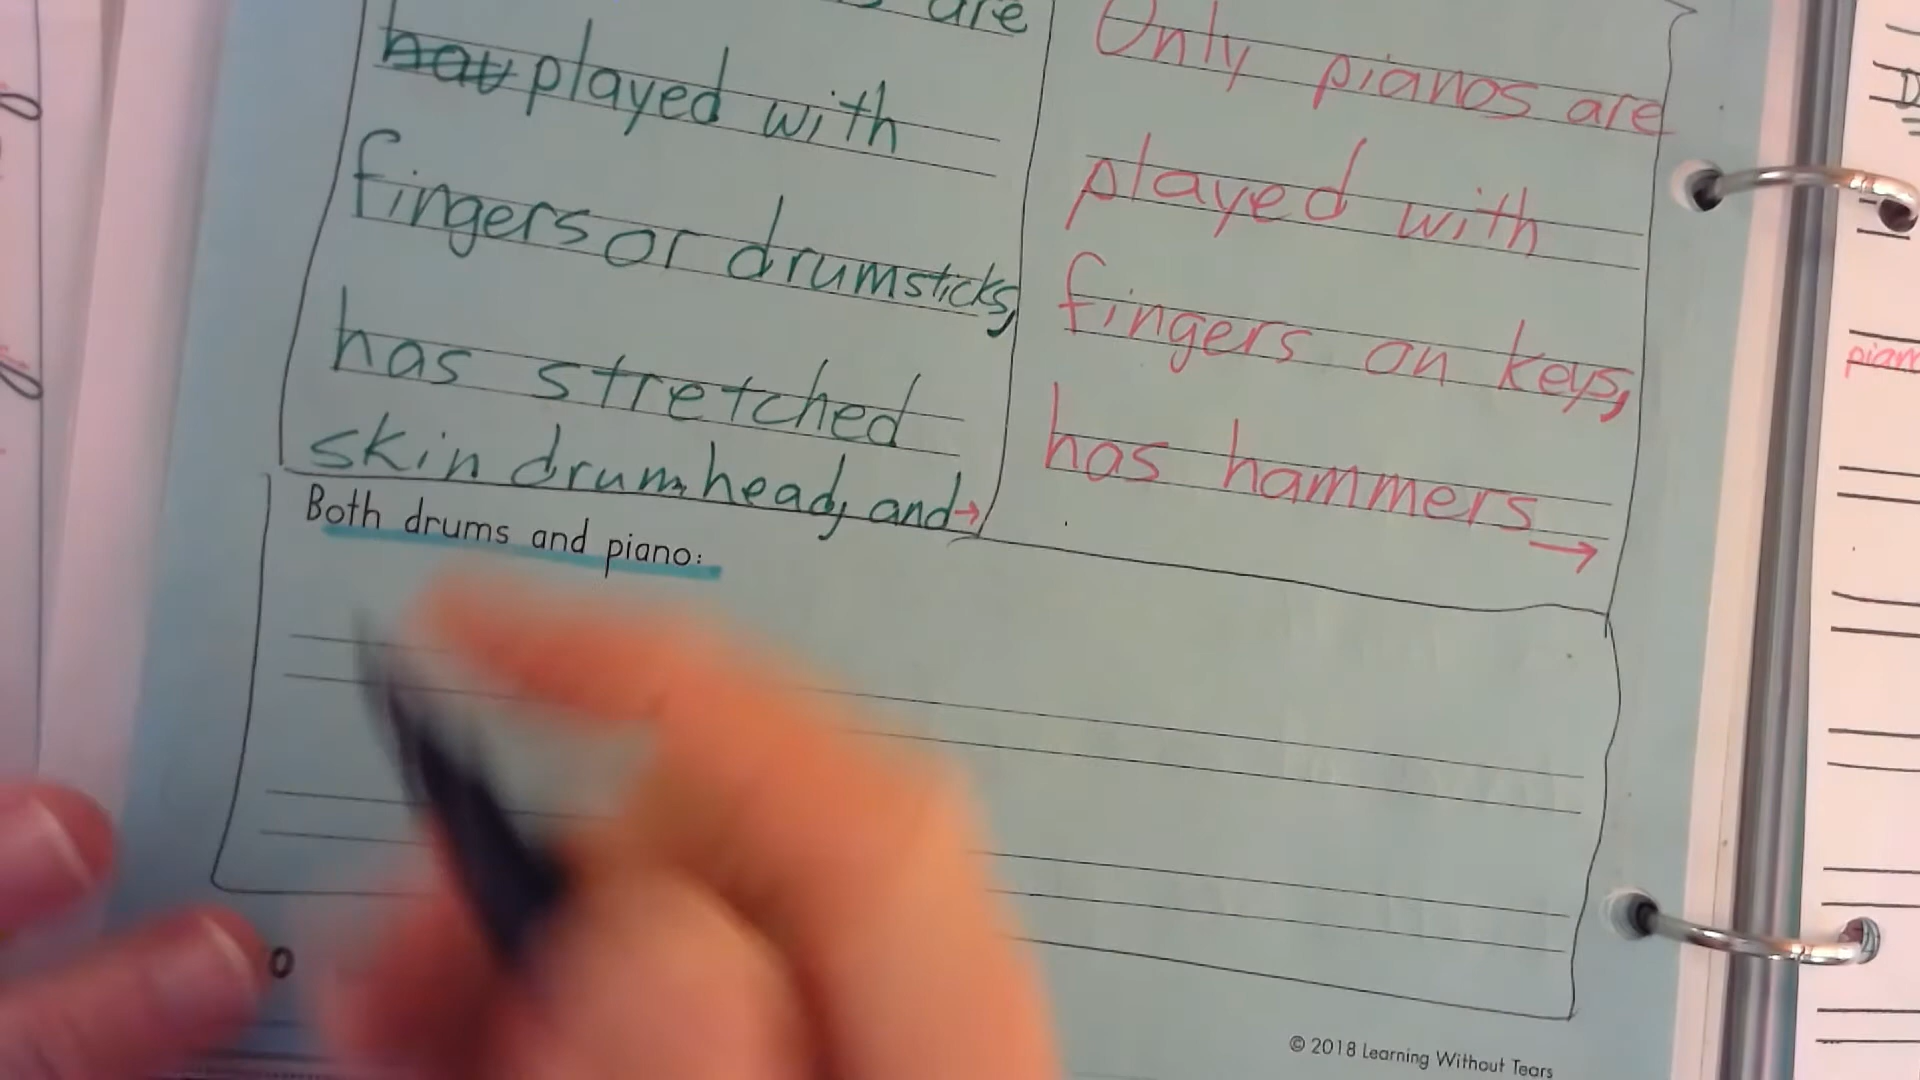 are
hav played with
fingers or drumsticks,
has stretched
skin drum head, and→
Only pianos are
played with
fingers on keys,
has hammers →
Both drums and piano:
© 2018 Learning Without Tears